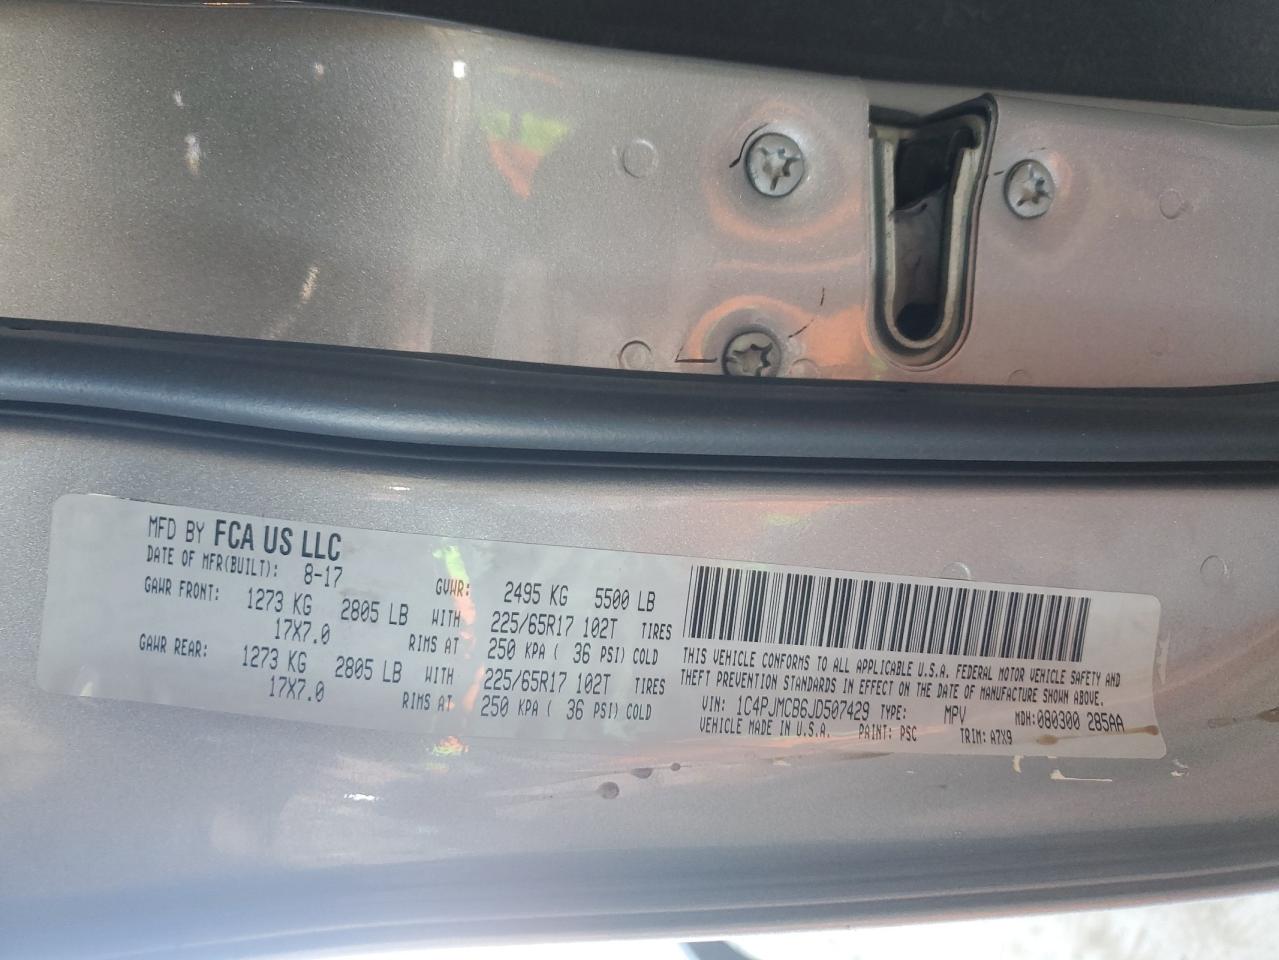 MFD BY FCA US LLC
DATE OF MFR(BUILT): 8-17 GVWR: 2495 KG 5500 LB
GAWR FRONT: 1273 KG 2805 LB WITH 225/65R17 102T TIRES
17X7.0 RIMS AT 250 KPA ( 36 PSI) COLD
GAWR REAR: 1273 KG 2805 LB WITH 225/65R17 102T TIRES
17X7.0 RIMS AT 250 KPA ( 36 PSI) COLD
THIS VEHICLE CONFORMS TO ALL APPLICABLE U.S.A. FEDERAL MOTOR VEHICLE SAFETY AND
THEFT PREVENTION STANDARDS IN EFFECT ON THE DATE OF MANUFACTURE SHOWN ABOVE.
VIN: 1C4PJMCB6JD507429 TYPE: MPV MDH: 080300 285AA
VEHICLE MADE IN U.S.A. PAINT: PSC TRIM: A7X9